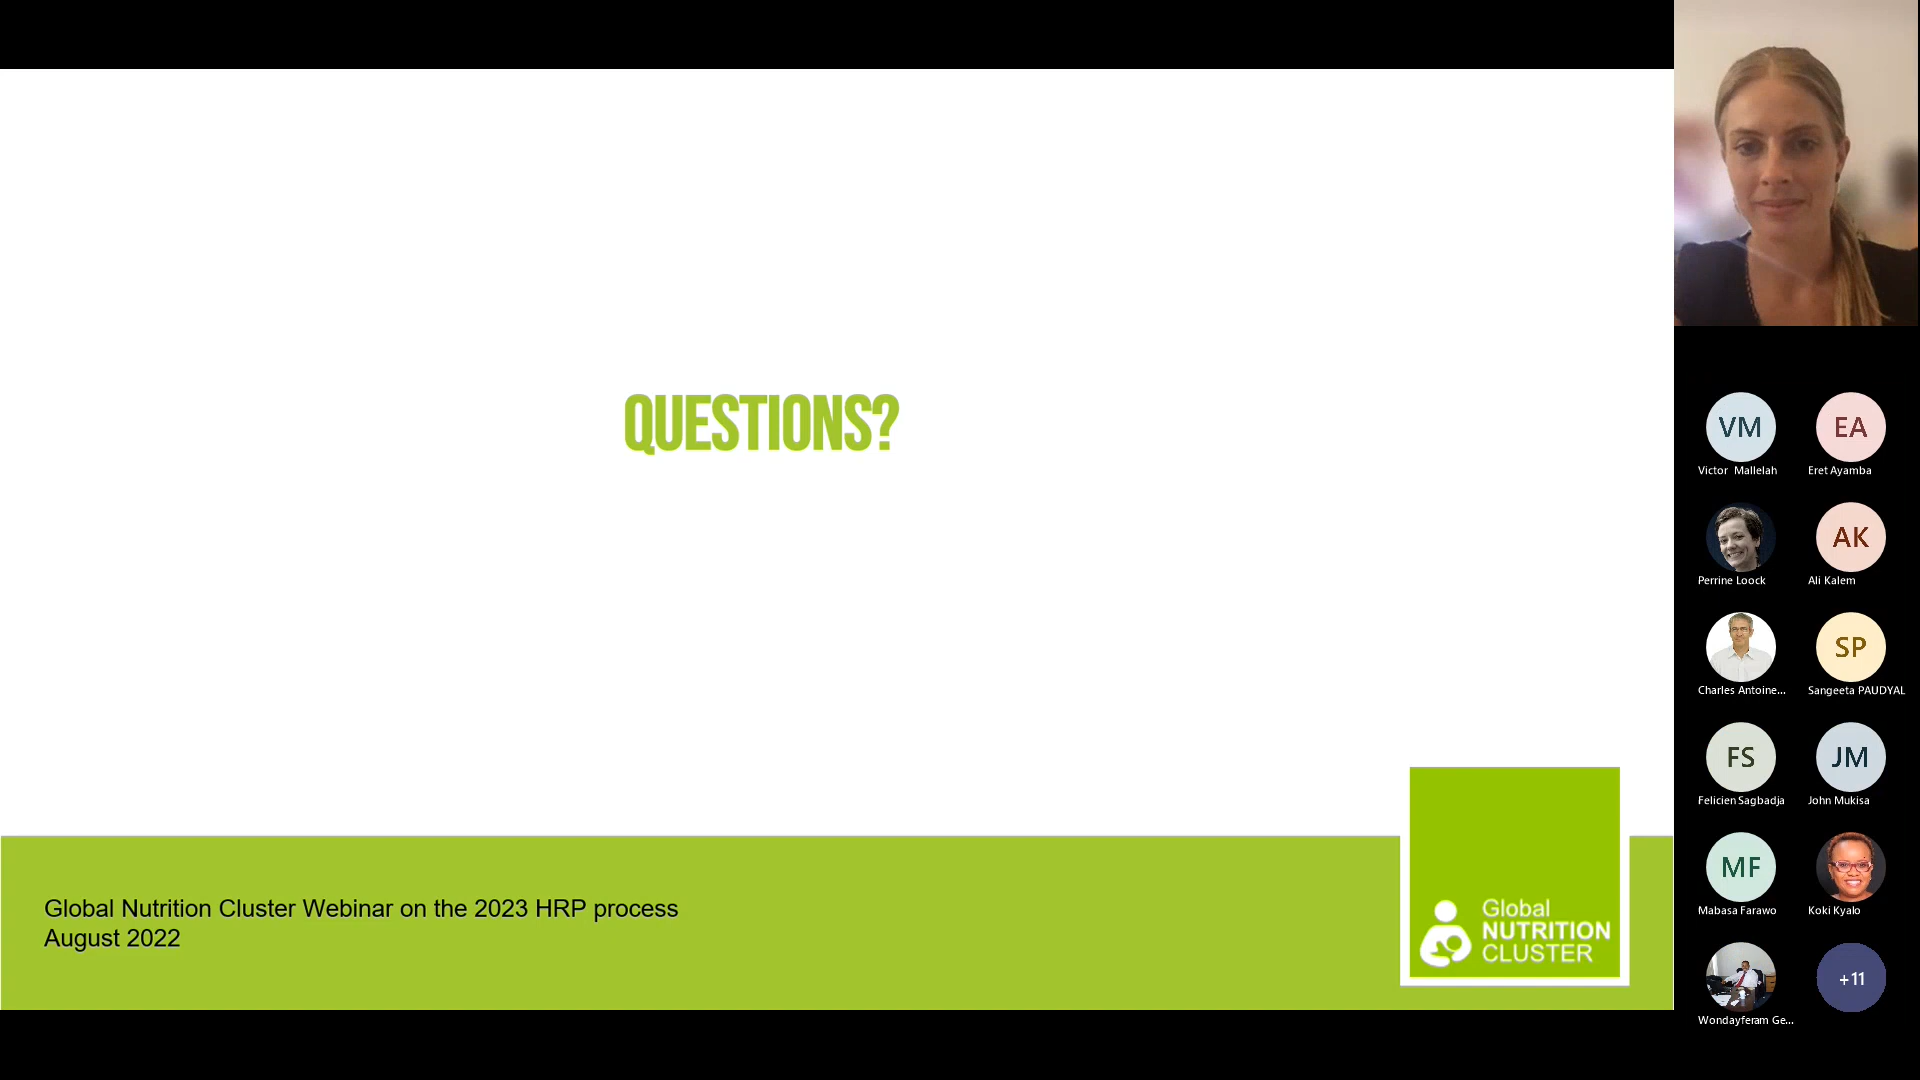 QUESTIONS?
Global Nutrition Cluster Webinar on the 2023 HRP process
August 2022
Global
NUTRITION
CLUSTER
VM
EA
Victor Mallelah
Eret Ayamba
AK
Perrine Loock
Ali Kalem
SP
Charles Antoine...
Sangeeta PAUDYAL
FS
JM
Felicien Sagbadja
John Mukisa
MF
Mabasa Farawo
Koki Kyalo
+11
Wondayferam Ge...